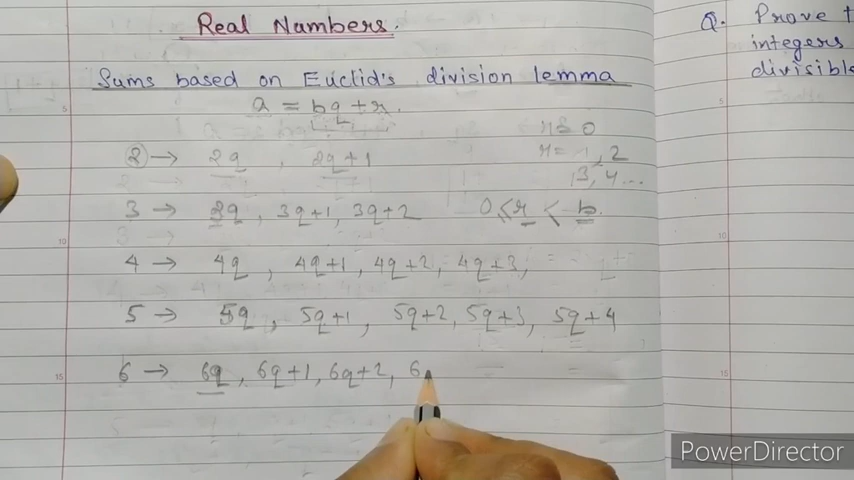 Real Numbers.
Sums based on Euclid's division lemma
a = bq + r.
r = 1, 2
3, 4 ...
2 → 2q, 2q+1
3 → 3q, 3q+1, 3q+2 0 ≤ r < b.
4 → 4q, 4q+1, 4q+2, 4q+3,
5 → 5q, 5q+1, 5q+2, 5q+3, 5q+4
6 → 6q, 6q+1, 6q+2, 6
Q. Prove t
integers
divisible
PowerDirector